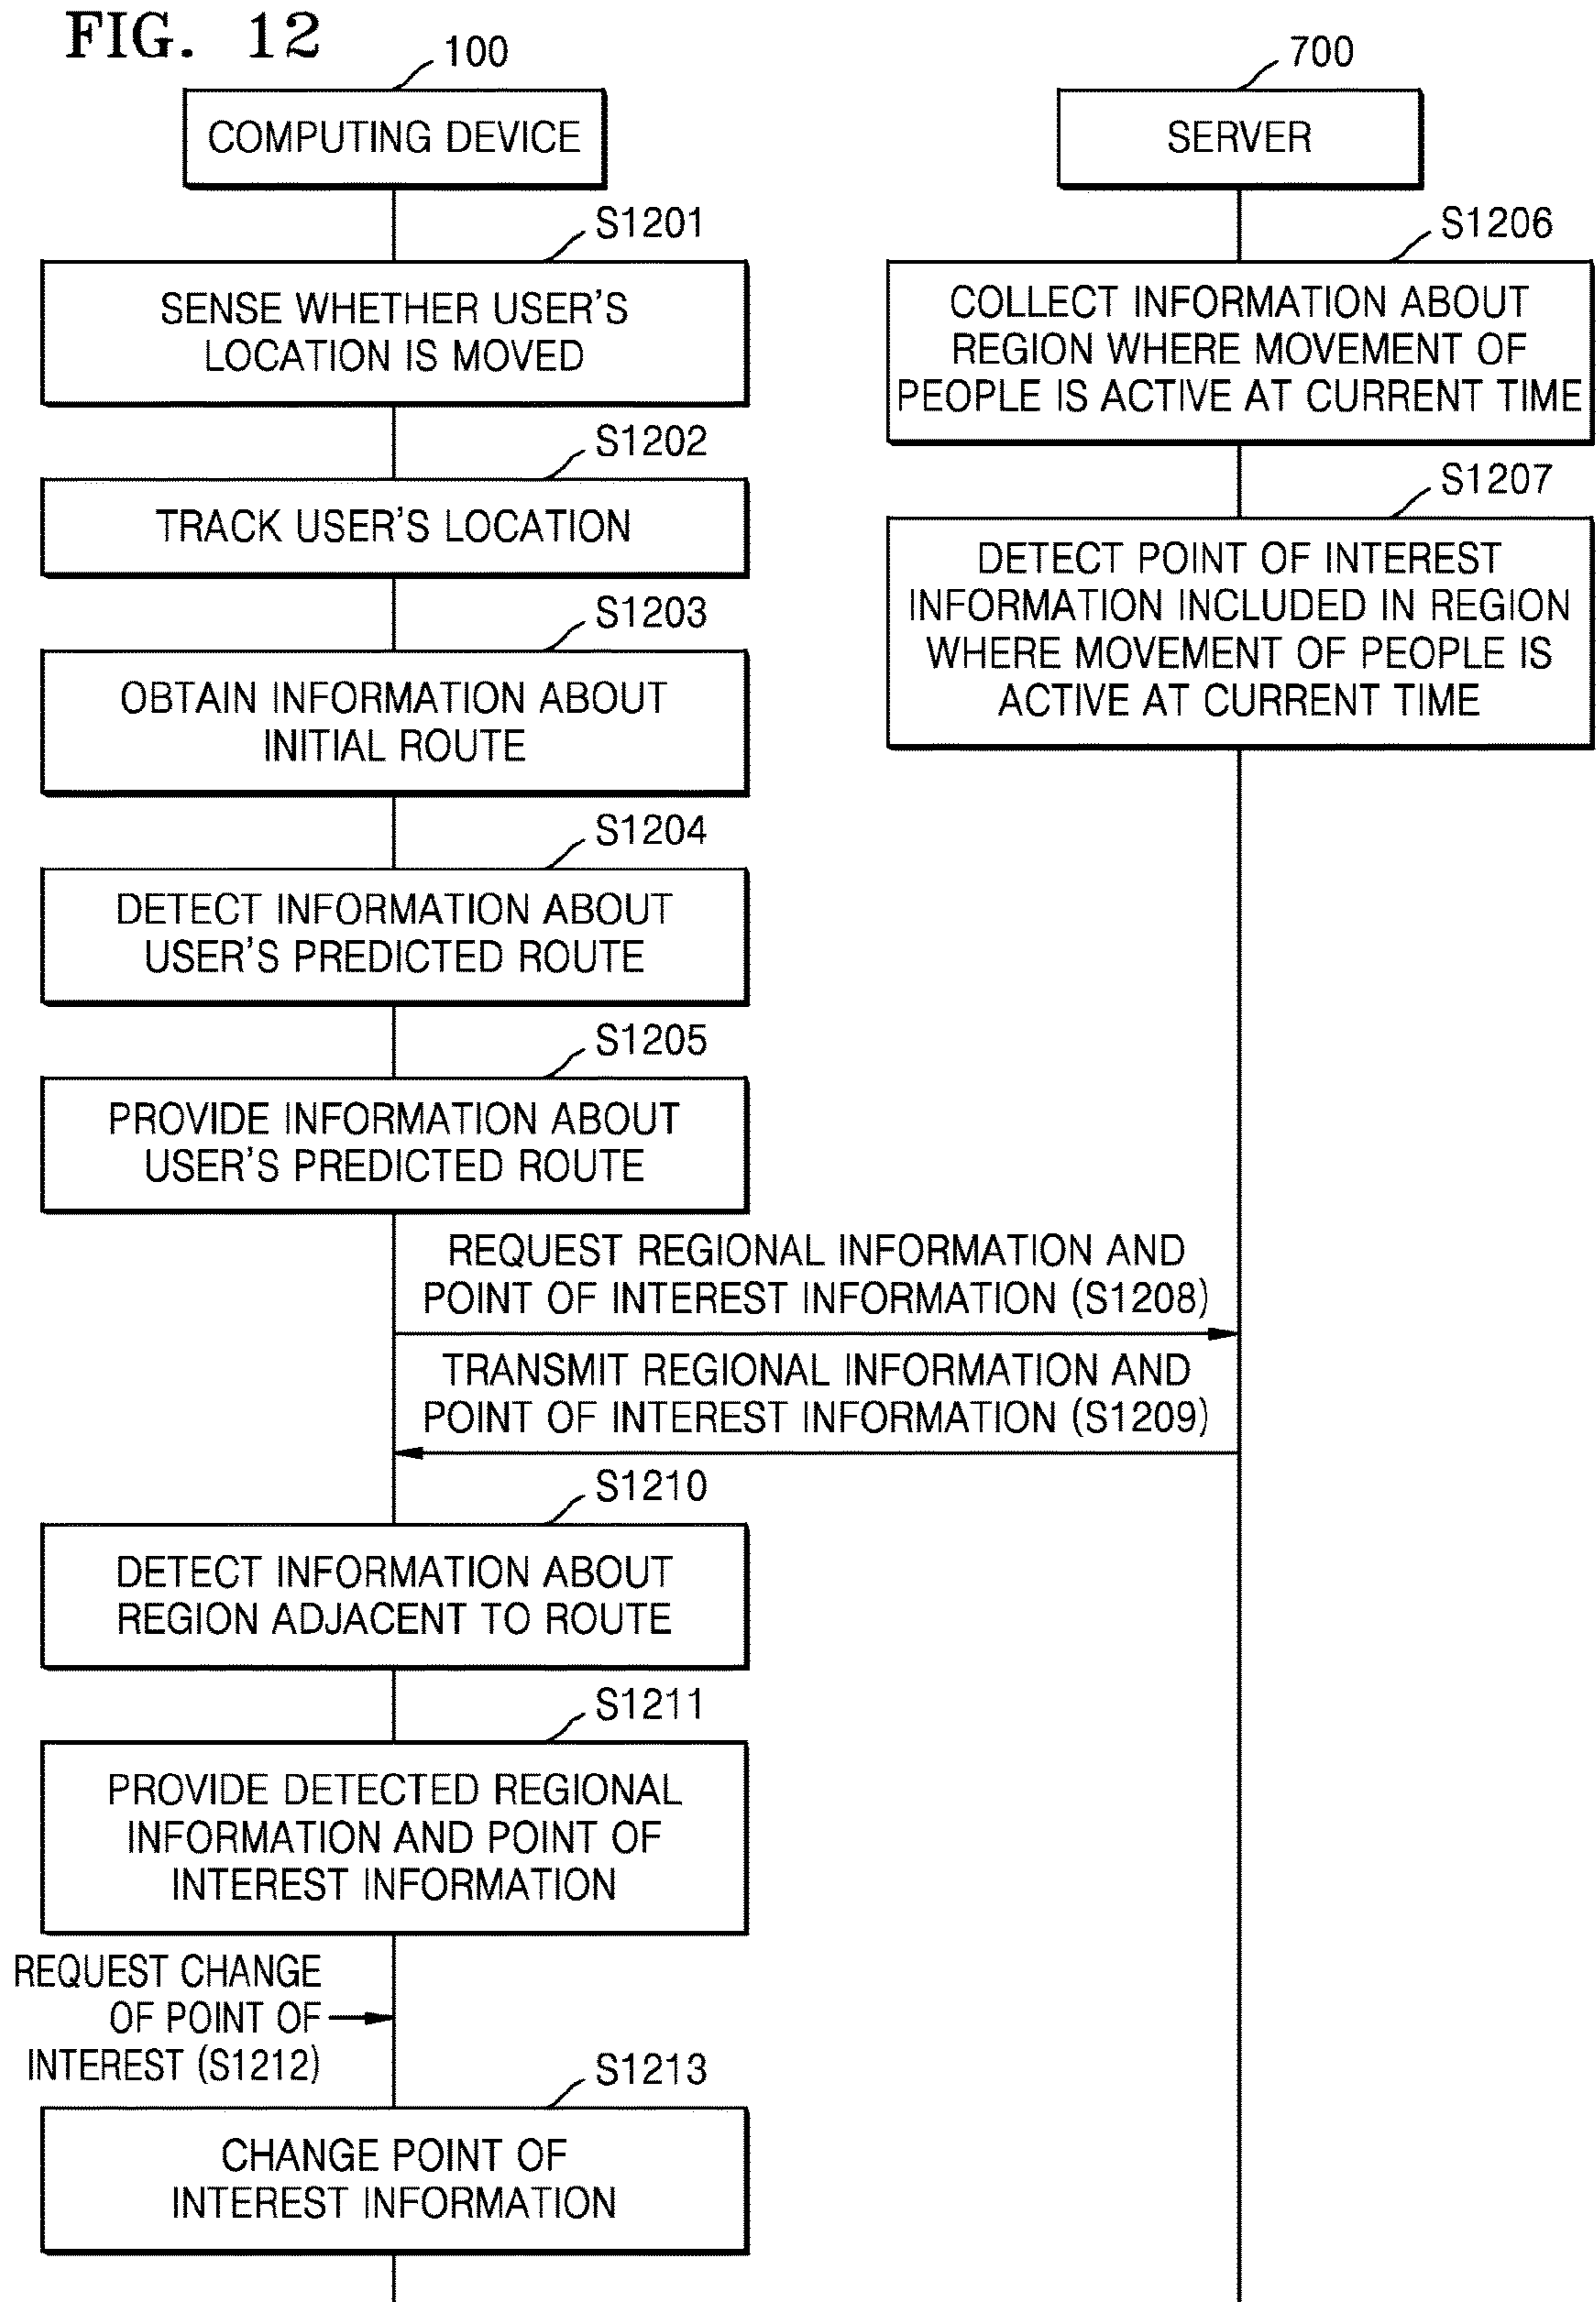 FIG. 12
100
COMPUTING DEVICE
700
SERVER
S1201
SENSE WHETHER USER'S
LOCATION IS MOVED
S1202
TRACK USER'S LOCATION
S1203
OBTAIN INFORMATION ABOUT
INITIAL ROUTE
S1204
DETECT INFORMATION ABOUT
USER'S PREDICTED ROUTE
S1205
PROVIDE INFORMATION ABOUT
USER'S PREDICTED ROUTE
S1206
COLLECT INFORMATION ABOUT
REGION WHERE MOVEMENT OF
PEOPLE IS ACTIVE AT CURRENT TIME
S1207
DETECT POINT OF INTEREST
INFORMATION INCLUDED IN REGION
WHERE MOVEMENT OF PEOPLE IS
ACTIVE AT CURRENT TIME
REQUEST REGIONAL INFORMATION AND
POINT OF INTEREST INFORMATION (S1208)
TRANSMIT REGIONAL INFORMATION AND
POINT OF INTEREST INFORMATION (S1209)
S1210
DETECT INFORMATION ABOUT
REGION ADJACENT TO ROUTE
S1211
PROVIDE DETECTED REGIONAL
INFORMATION AND POINT OF
INTEREST INFORMATION
REQUEST CHANGE
OF POINT OF
INTEREST (S1212)
S1213
CHANGE POINT OF
INTEREST INFORMATION